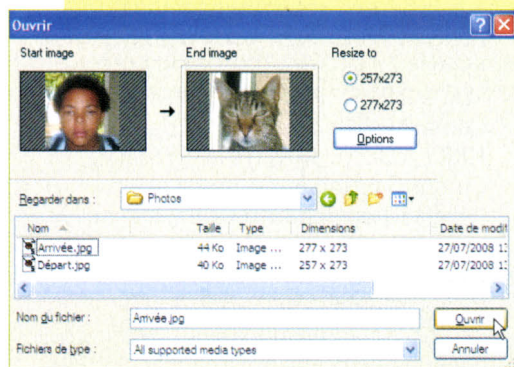 Ouvrir
Start image End image Resize to
257x273
277x273
Options
Regarder dans : Photos
Nom Taille Type Dimensions Date de modif
Arrivée.jpg 44 Ko Image ... 277 x 273 27/07/2008 13
Départ.jpg 40 Ko Image ... 257 x 273 27/07/2008 13
Nom du fichier : Arrivée.jpg Ouvrir
Fichiers de type : All supported media types Annuler